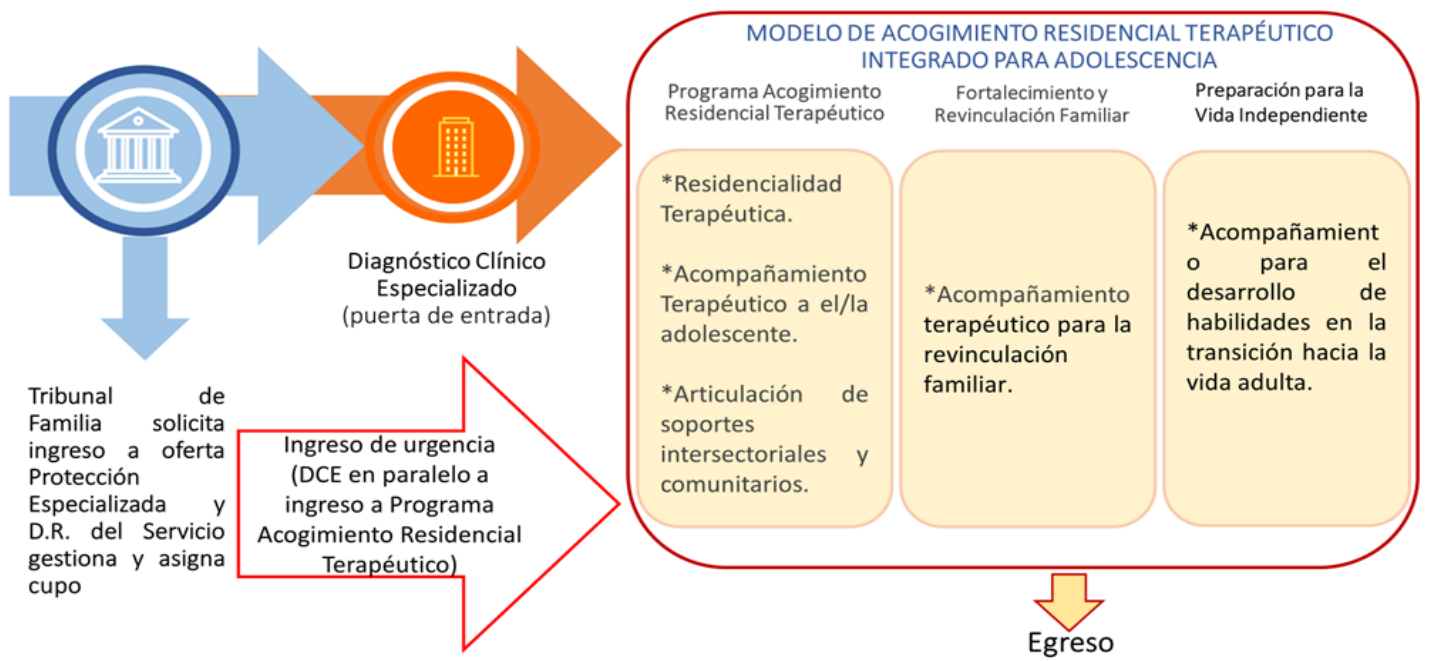 MODELO DE ACOGIMIENTO RESIDENCIAL TERAPÉUTICO
INTEGRADO PARA ADOLESCENCIA
Programa Acogimiento
Residencial Terapéutico
Fortalecimiento y
Revinculación Familiar
Preparación para la
Vida Independiente
*Residencialidad
Terapéutica.
*Acompañamiento
Terapéutico a el/la
adolescente.
*Articulación de
soportes
intersectoriales y
comunitarios.
*Acompañamiento
terapéutico para la
revinculación
familiar.
*Acompañamient
o para el
desarrollo de
habilidades en la
transición hacia la
vida adulta.
Diagnóstico Clínico
Especializado
(puerta de entrada)
Tribunal de
Familia solicita
ingreso a oferta
Protección
Especializada y
D.R. del Servicio
gestiona y asigna
cupo
Ingreso de urgencia
(DCE en paralelo a
ingreso a Programa
Acogimiento Residencial
Terapéutico)
Egreso